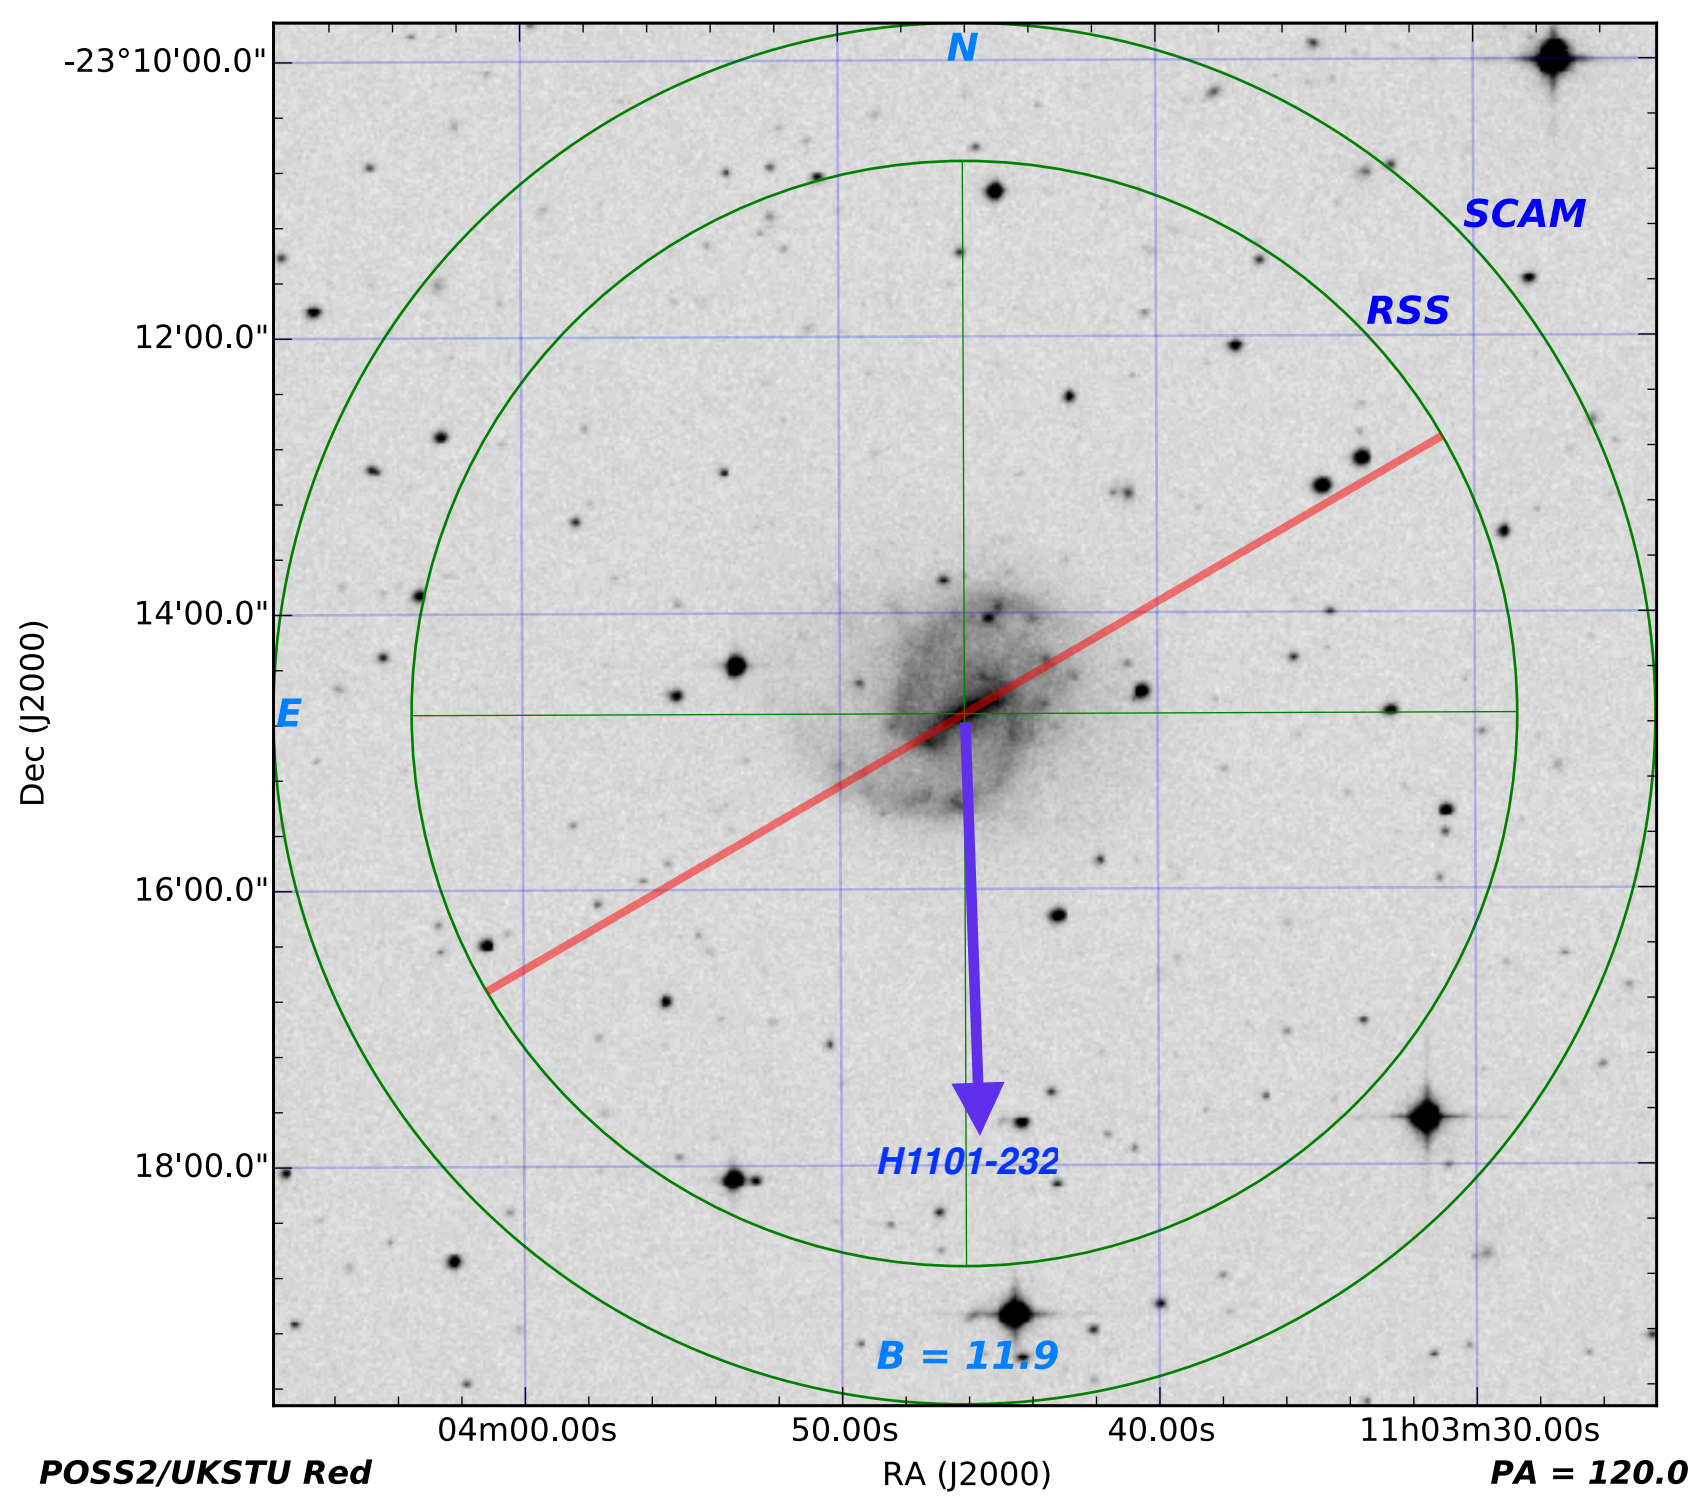 N
-23°10'00.0"
SCAM
RSS
12'00.0"
14'00.0"
E
Dec (J2000)
16'00.0"
18'00.0"
H1101-232
B = 11.9
04m00.00s
50.00s
40.00s
11h03m30.00s
POSS2/UKSTU Red
RA (J2000)
PA = 120.0